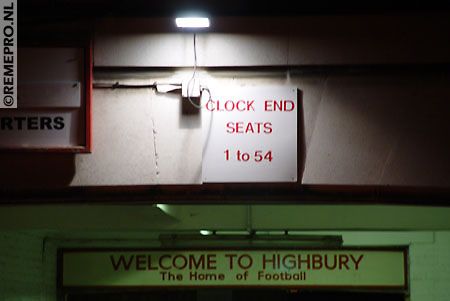 ©REMEPRO.NL
RTERS
CLOCK END
SEATS
1 to 54
WELCOME TO HIGHBURY
The Home of Football